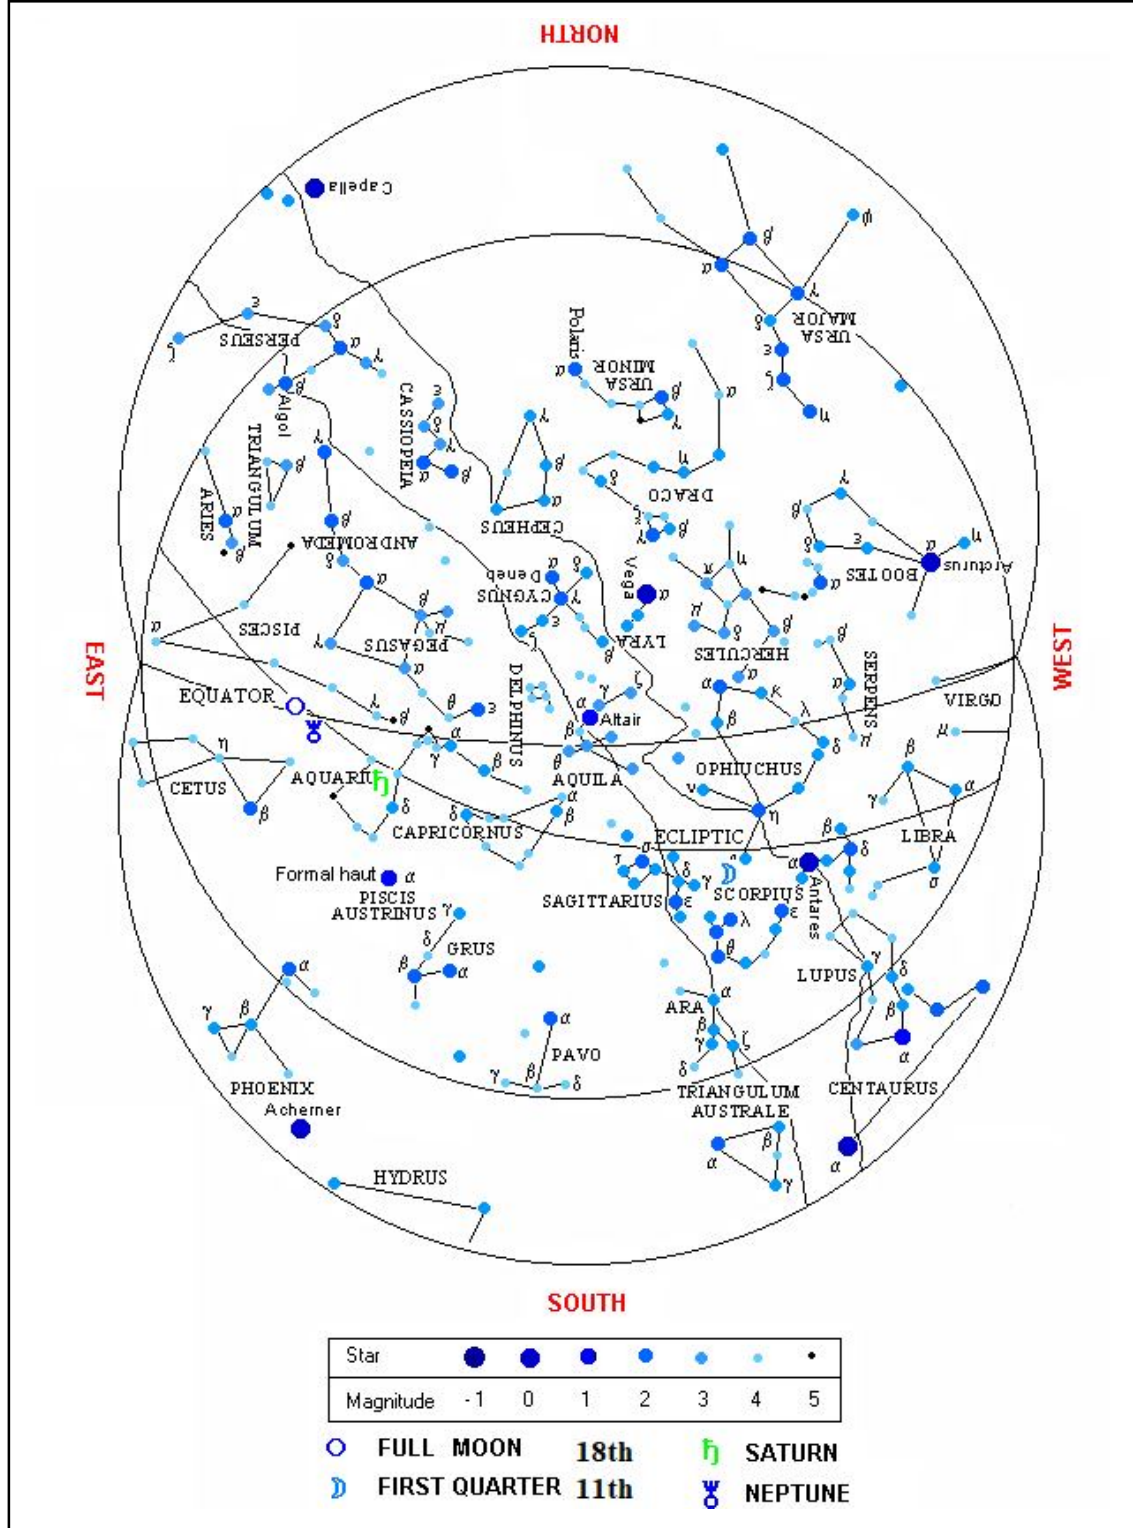 NORTH
Capella
β
φ
α
γ
δ
URSA
MAJOR
ε
ζ
η
ε
δ
PERSEUS
ζ
α
γ
β
Algol
Polaris
α
URSA
MINOR
β
γ
α
CASSIOPEIA
ε
δ
γ
α
β
γ
β
α
CEPHEUS
η
δ
DRACO
ξ
β
γ
TRIANGULUM
β
ARIES
α
β
γ
β
ANDROMEDA
δ
α
γ
β
δ
ε
α
η
BOOTES
Arcturus
Deneb
α
δ
CYGNUS
γ
ε
ζ
β
Vega
α
LYRA
π
η
μ
δ
β
HERCULES
α
α
β
α
μ
SERPENS
PISCES
α
γ
β
μ
PEGASUS
α
θ
ε
EAST
WEST
EQUATOR
λ
β
DELPHINUS
α
γ
ζ
Altair
β
θ
AQUILA
α
κ
β
λ
δ
OPHIUCHUS
ν
η
VIRGO
μ
η
CETUS
β
AQUARIU
γ
α
β
δ
δ
α
β
CAPRICORNUS
ECLIPTIC
β
α
γ
LIBRA
σ
Formal haut
α
PISCIS
AUSTRINUS
γ
δ
GRUS
β
α
τ
σ
δ
γ
ε
SAGITTARIUS
SCORPIUS
α
β
δ
Antares
λ
ε
θ
LUPUS
γ
δ
β
α
CENTAURUS
α
α
γ
β
PHOENIX
Acherner
α
PAVO
γ
β
δ
ARA
α
β
γ
ζ
δ
TRIANGULUM
AUSTRALE
β
α
γ
HYDRUS
SOUTH
Star
Magnitude -1 0 1 2 3 4 5
FULL MOON 18th SATURN
FIRST QUARTER 11th NEPTUNE